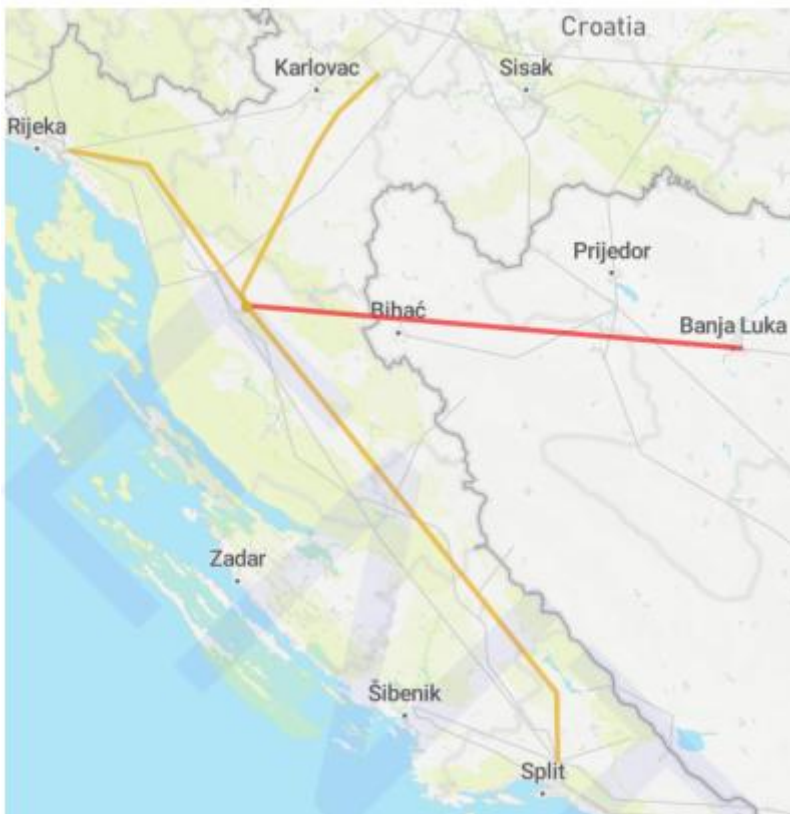 Croatia
Karlovac
Sisak
Rijeka
Prijedor
Bihać
Banja Luka
Zadar
Šibenik
Split